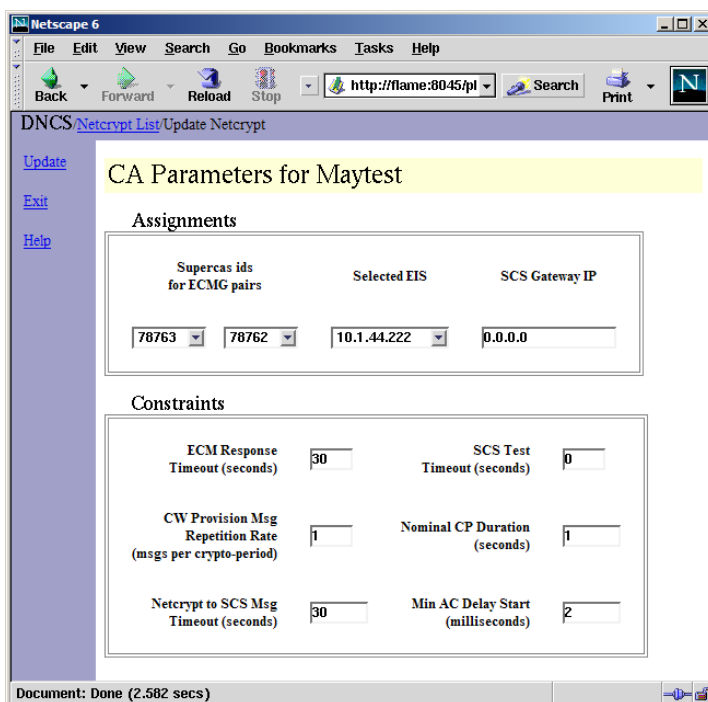 Netscape 6
File Edit View Search Go Bookmarks Tasks Help
Back Forward Reload Stop http://flame:8045/pl Search Print N
DNCS/Netcrypt List/Update Netcrypt
Update
Exit
Help
CA Parameters for Maytest
Assignments
Supercas ids
for ECMG pairs
Selected EIS
SCS Gateway IP
78763 78762 10.1.44.222 0.0.0.0
Constraints
ECM Response
Timeout (seconds)
30
SCS Test
Timeout (seconds)
0
CW Provision Msg
Repetition Rate
(msgs per crypto-period)
1
Nominal CP Duration
(seconds)
1
Netcrypt to SCS Msg
Timeout (seconds)
30
Min AC Delay Start
(milliseconds)
2
Document: Done (2.582 secs)